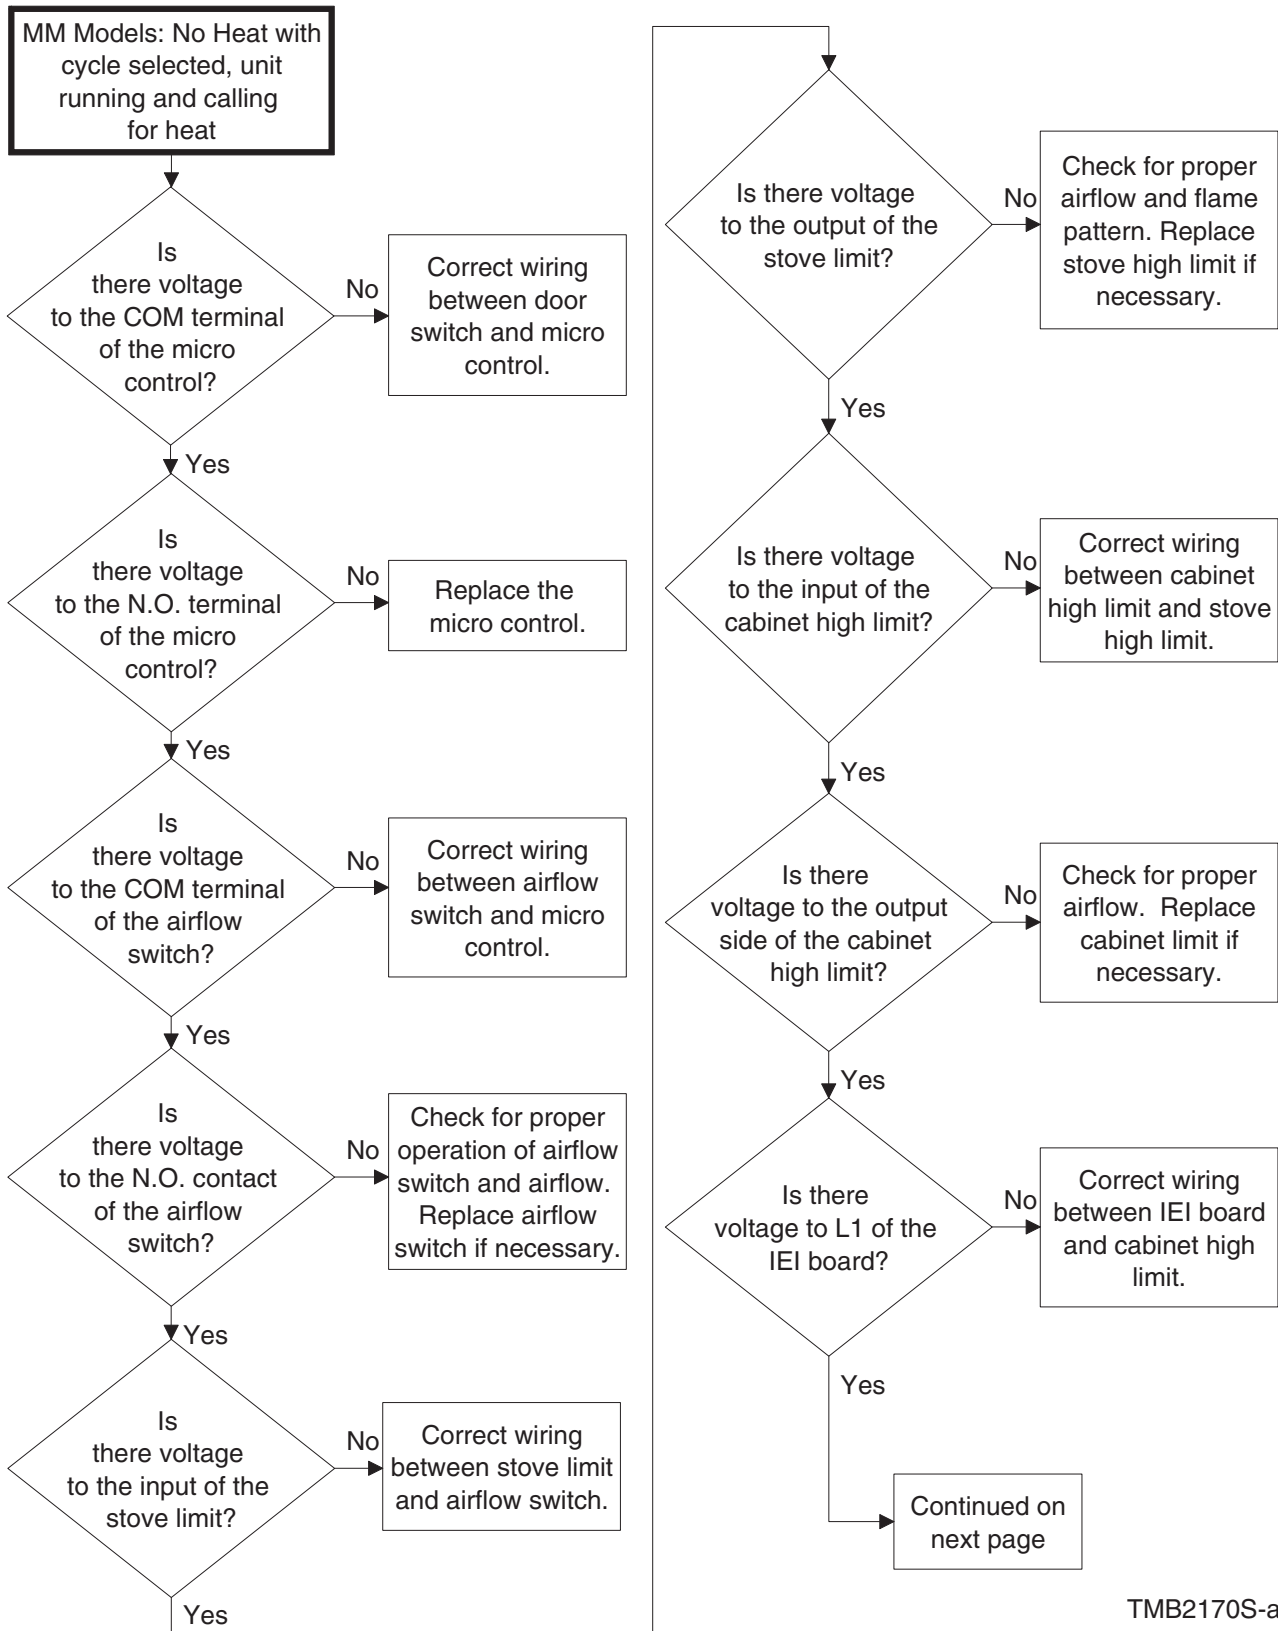 MM Models: No Heat with
cycle selected, unit
running and calling
for heat
Is
there voltage
to the COM terminal
of the micro
control?
No
Correct wiring
between door
switch and micro
control.
Yes
Is
there voltage
to the N.O. terminal
of the micro
control?
No
Replace the
micro control.
Yes
Is
there voltage
to the COM terminal
of the airflow
switch?
No
Correct wiring
between airflow
switch and micro
control.
Yes
Is
there voltage
to the N.O. contact
of the airflow
switch?
No
Check for proper
operation of airflow
switch and airflow.
Replace airflow
switch if necessary.
Yes
Is
there voltage
to the input of the
stove limit?
No
Correct wiring
between stove limit
and airflow switch.
Yes
Is there voltage
to the output of the
stove limit?
No
Check for proper
airflow and flame
pattern. Replace
stove high limit if
necessary.
Yes
Is there voltage
to the input of the
cabinet high limit?
No
Correct wiring
between cabinet
high limit and stove
high limit.
Yes
Is there
voltage to the output
side of the cabinet
high limit?
No
Check for proper
airflow.  Replace
cabinet limit if
necessary.
Yes
Is there
voltage to L1 of the
IEI board?
No
Correct wiring
between IEI board
and cabinet high
limit.
Yes
Continued on
next page
TMB2170S-a